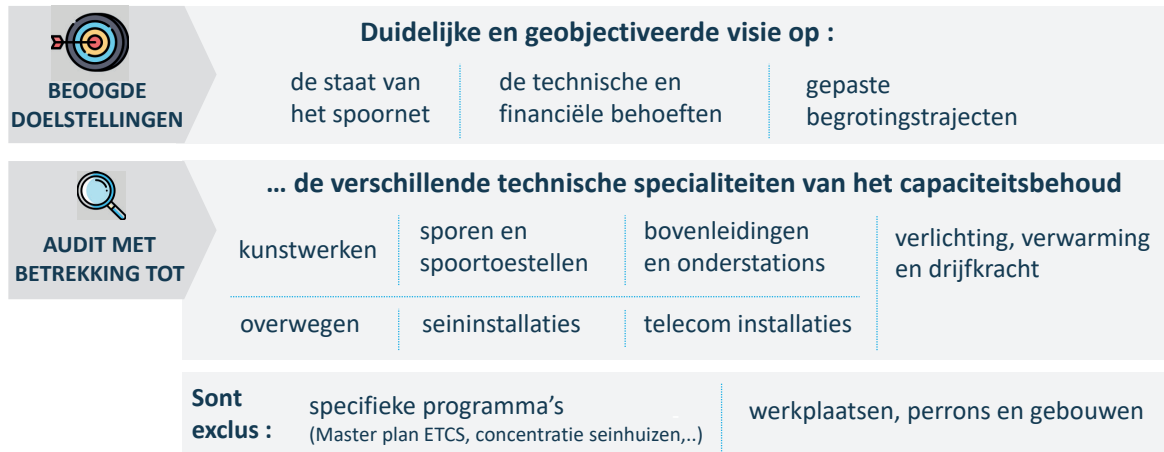 BEOOGDE
DOELSTELLINGEN
Duidelijke en geobjectiveerde visie op :
de staat van
het spoornet
de technische en
financiële behoeften
gepaste
begrotingstrajecten
AUDIT MET
BETREKKING TOT
... de verschillende technische specialiteiten van het capaciteitsbehoud
kunstwerken
sporen en
spoortoestellen
bovenleidingen
en onderstations
verlichting, verwarming
en drijfkracht
overwegen
seininstallaties
telecom installaties
Sont
exclus :
specifieke programma's
(Master plan ETCS, concentratie seinhuizen,..)
werkplaatsen, perrons en gebouwen